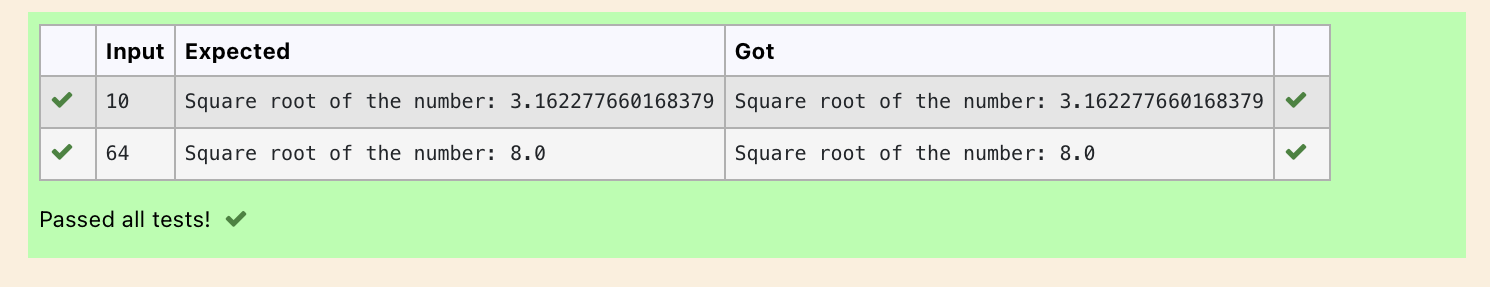 Input Expected Got
10 Square root of the number: 3.162277660168379 Square root of the number: 3.162277660168379
64 Square root of the number: 8.0 Square root of the number: 8.0
Passed all tests!